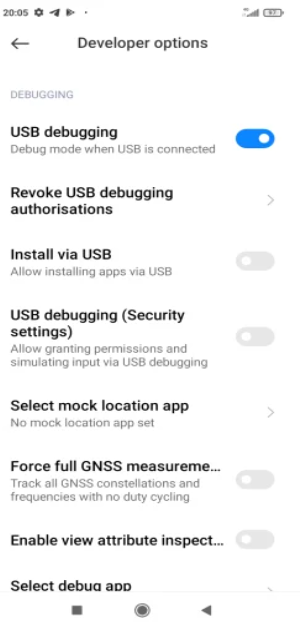 20:05
Developer options
DEBUGGING
USB debugging
Debug mode when USB is connected
Revoke USB debugging
authorisations
Install via USB
Allow installing apps via USB
USB debugging (Security
settings)
Allow granting permissions and
simulating input via USB debugging
Select mock location app
No mock location app set
Force full GNSS measureme...
Track all GNSS constellations and
frequencies with no duty cycling
Enable view attribute inspect...
Select debug app